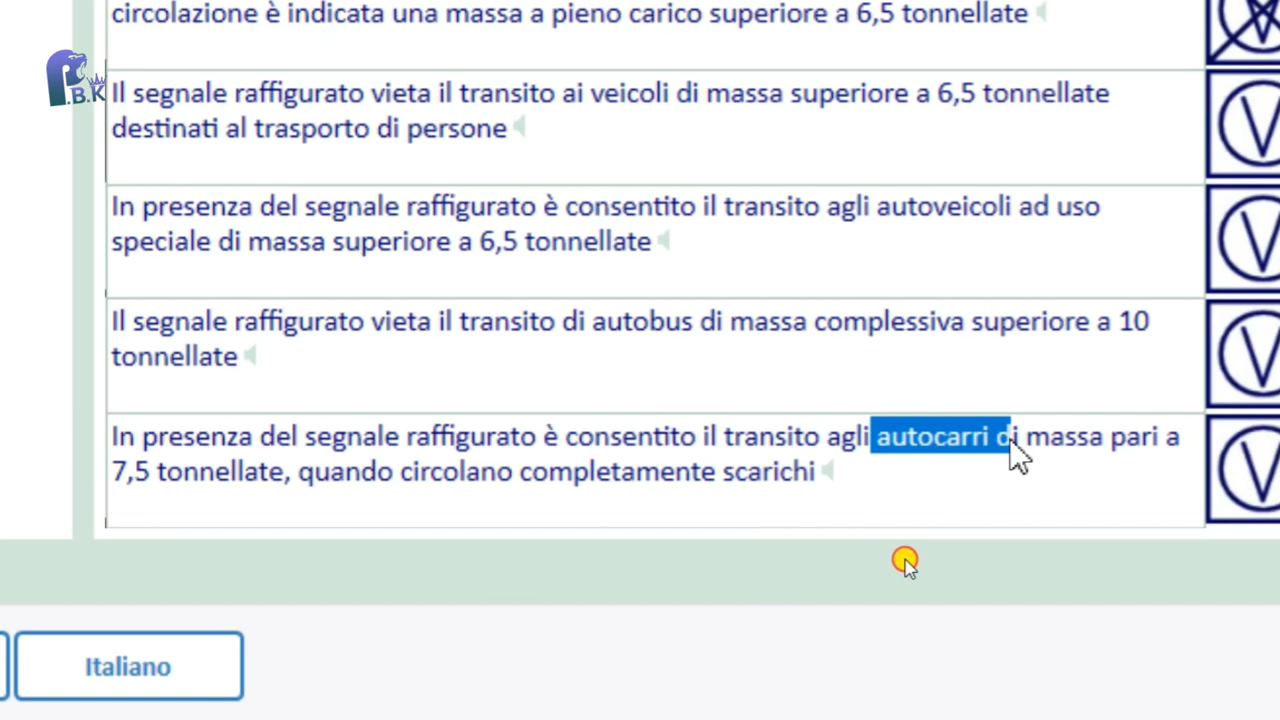 circolazione è indicata una massa a pieno carico superiore a 6,5 tonnellate
P.B.K
Il segnale raffigurato vieta il transito ai veicoli di massa superiore a 6,5 tonnellate
destinati al trasporto di persone
V
In presenza del segnale raffigurato è consentito il transito agli autoveicoli ad uso
speciale di massa superiore a 6,5 tonnellate
V
Il segnale raffigurato vieta il transito di autobus di massa complessiva superiore a 10
tonnellate
V
In presenza del segnale raffigurato è consentito il transito agli autocarri di massa pari a
7,5 tonnellate, quando circolano completamente scarichi
V
Italiano